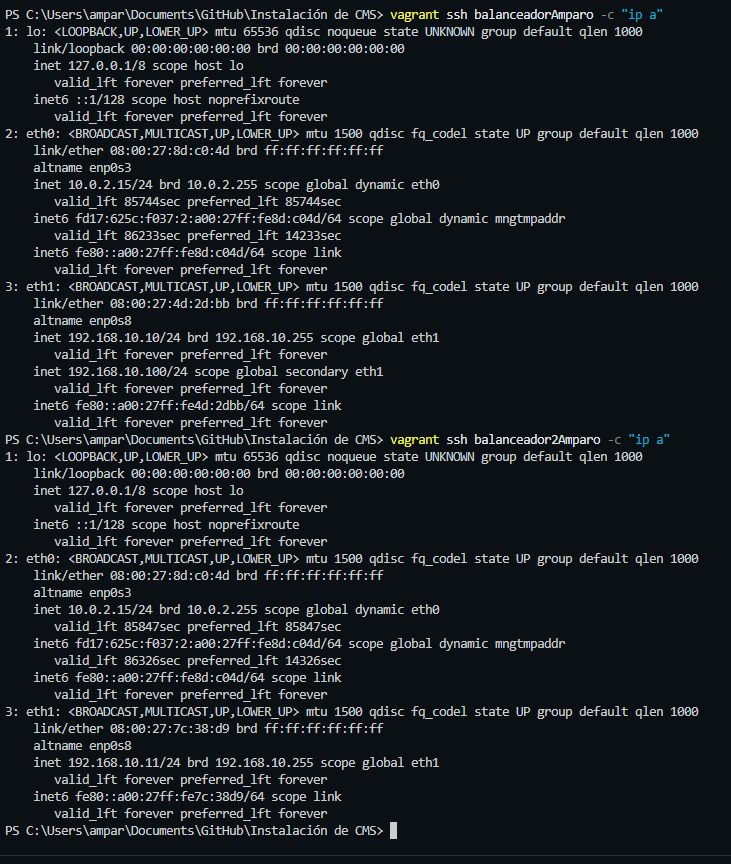 PS C:\Users\ampar\Documents\GitHub\Instalación de CMS> vagrant ssh balanceadorAmparo -c "ip a"
1: lo: <LOOPBACK,UP,LOWER_UP> mtu 65536 qdisc noqueue state UNKNOWN group default qlen 1000
    link/loopback 00:00:00:00:00:00 brd 00:00:00:00:00:00
    inet 127.0.0.1/8 scope host lo
       valid_lft forever preferred_lft forever
    inet6 ::1/128 scope host noprefixroute
       valid_lft forever preferred_lft forever
2: eth0: <BROADCAST,MULTICAST,UP,LOWER_UP> mtu 1500 qdisc fq_codel state UP group default qlen 1000
    link/ether 08:00:27:8d:c0:4d brd ff:ff:ff:ff:ff:ff
    altname enp0s3
    inet 10.0.2.15/24 brd 10.0.2.255 scope global dynamic eth0
       valid_lft 85744sec preferred_lft 85744sec
    inet6 fd17:625c:f037:2:a00:27ff:fe8d:c04d/64 scope global dynamic mngtmpaddr
       valid_lft 86233sec preferred_lft 14233sec
    inet6 fe80::a00:27ff:fe8d:c04d/64 scope link
       valid_lft forever preferred_lft forever
3: eth1: <BROADCAST,MULTICAST,UP,LOWER_UP> mtu 1500 qdisc fq_codel state UP group default qlen 1000
    link/ether 08:00:27:4d:2d:bb brd ff:ff:ff:ff:ff:ff
    altname enp0s8
    inet 192.168.10.10/24 brd 192.168.10.255 scope global eth1
       valid_lft forever preferred_lft forever
    inet 192.168.10.100/24 scope global secondary eth1
       valid_lft forever preferred_lft forever
    inet6 fe80::a00:27ff:fe4d:2dbb/64 scope link
       valid_lft forever preferred_lft forever
PS C:\Users\ampar\Documents\GitHub\Instalación de CMS> vagrant ssh balanceador2Amparo -c "ip a"
1: lo: <LOOPBACK,UP,LOWER_UP> mtu 65536 qdisc noqueue state UNKNOWN group default qlen 1000
    link/loopback 00:00:00:00:00:00 brd 00:00:00:00:00:00
    inet 127.0.0.1/8 scope host lo
       valid_lft forever preferred_lft forever
    inet6 ::1/128 scope host noprefixroute
       valid_lft forever preferred_lft forever
2: eth0: <BROADCAST,MULTICAST,UP,LOWER_UP> mtu 1500 qdisc fq_codel state UP group default qlen 1000
    link/ether 08:00:27:8d:c0:4d brd ff:ff:ff:ff:ff:ff
    altname enp0s3
    inet 10.0.2.15/24 brd 10.0.2.255 scope global dynamic eth0
       valid_lft 85847sec preferred_lft 85847sec
    inet6 fd17:625c:f037:2:a00:27ff:fe8d:c04d/64 scope global dynamic mngtmpaddr
       valid_lft 86326sec preferred_lft 14326sec
    inet6 fe80::a00:27ff:fe8d:c04d/64 scope link
       valid_lft forever preferred_lft forever
3: eth1: <BROADCAST,MULTICAST,UP,LOWER_UP> mtu 1500 qdisc fq_codel state UP group default qlen 1000
    link/ether 08:00:27:7c:38:d9 brd ff:ff:ff:ff:ff:ff
    altname enp0s8
    inet 192.168.10.11/24 brd 192.168.10.255 scope global eth1
       valid_lft forever preferred_lft forever
    inet6 fe80::a00:27ff:fe7c:38d9/64 scope link
       valid_lft forever preferred_lft forever
PS C:\Users\ampar\Documents\GitHub\Instalación de CMS>